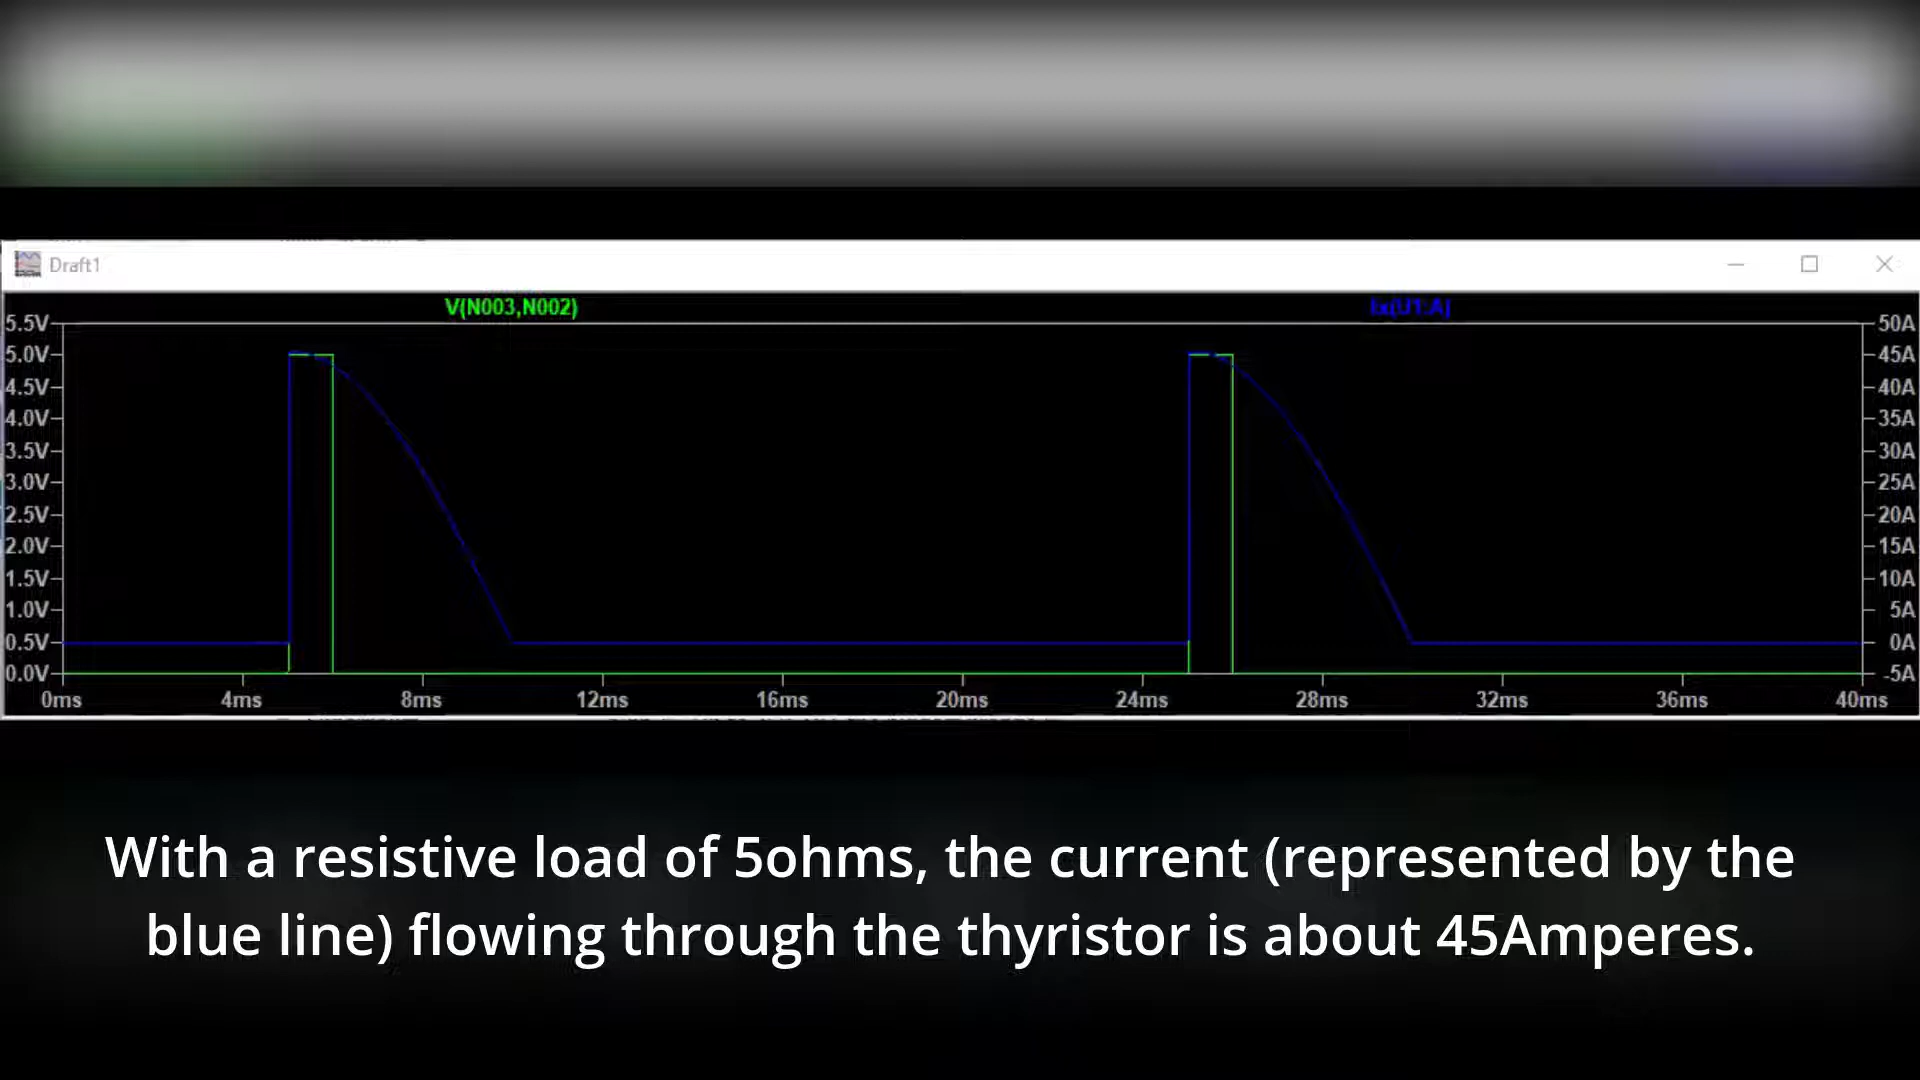 Draft1
V(N003,N002)
Ix(U1:A)
5.5V
5.0V
4.5V
4.0V
3.5V
3.0V
2.5V
2.0V
1.5V
1.0V
0.5V
0.0V
50A
45A
40A
35A
30A
25A
20A
15A
10A
5A
0A
-5A
0ms 4ms 8ms 12ms 16ms 20ms 24ms 28ms 32ms 36ms 40ms
With a resistive load of 5ohms, the current (represented by the
blue line) flowing through the thyristor is about 45Amperes.